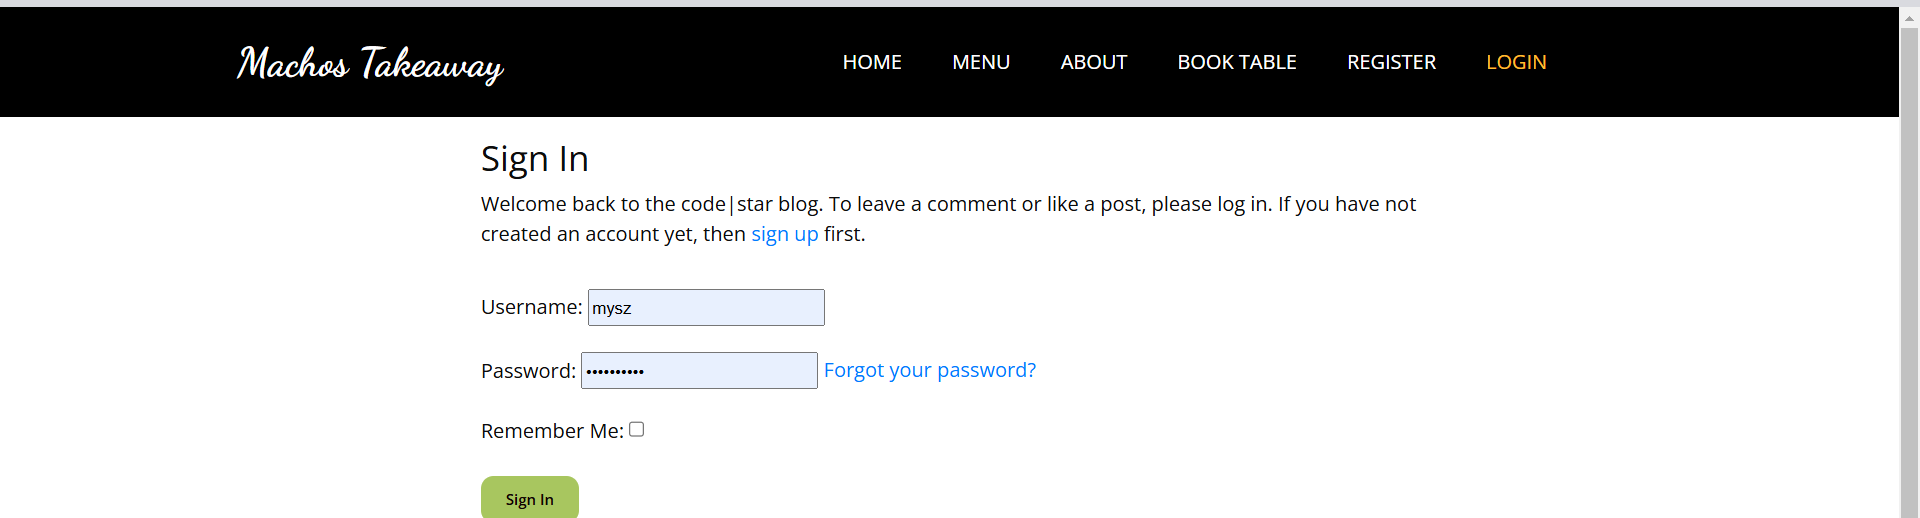 Machos Takeaway
HOME MENU ABOUT BOOK TABLE REGISTER LOGIN
Sign In
Welcome back to the code|star blog. To leave a comment or like a post, please log in. If you have not
created an account yet, then sign up first.
Username: mysz
Password: •••••••••• Forgot your password?
Remember Me:
Sign In